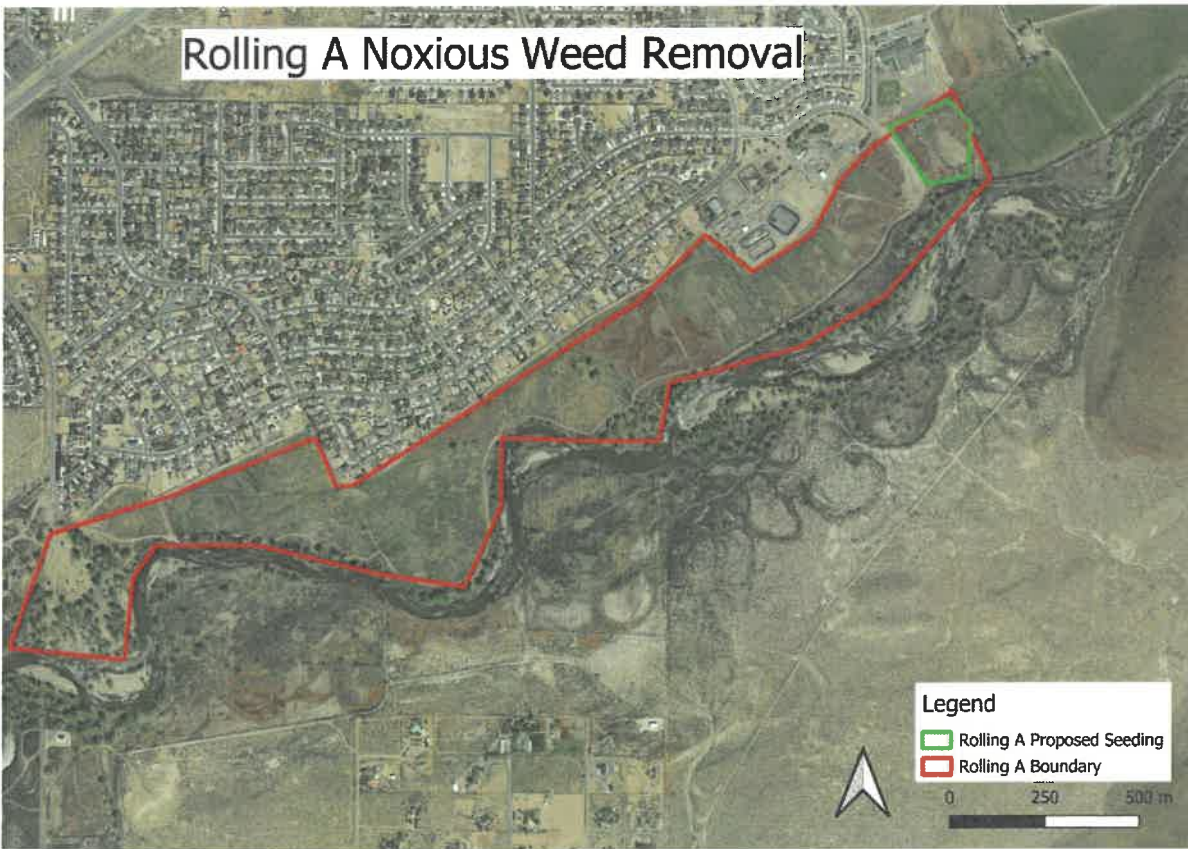 Rolling A Noxious Weed Removal
Legend
Rolling A Proposed Seeding
Rolling A Boundary
0 250 500 m